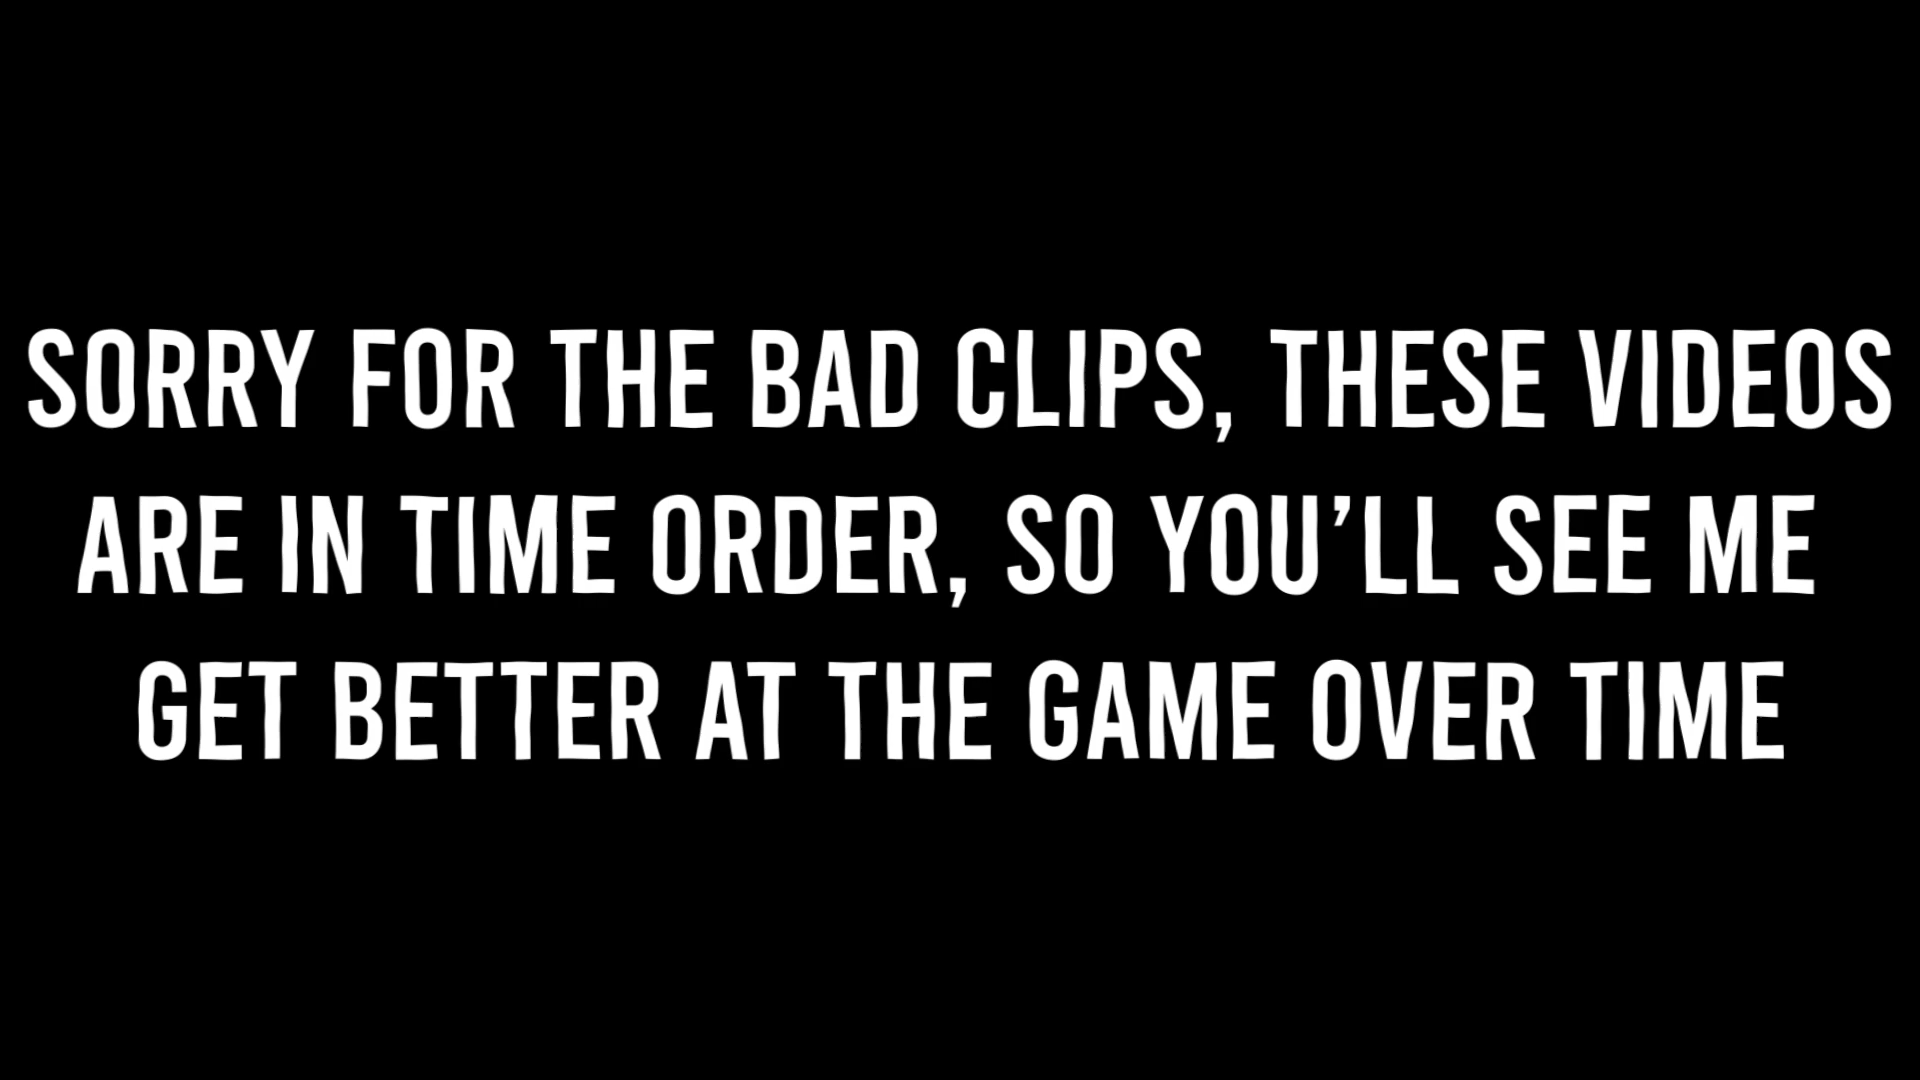 SORRY FOR THE BAD CLIPS, THESE VIDEOS
ARE IN TIME ORDER, SO YOU'LL SEE ME
GET BETTER AT THE GAME OVER TIME